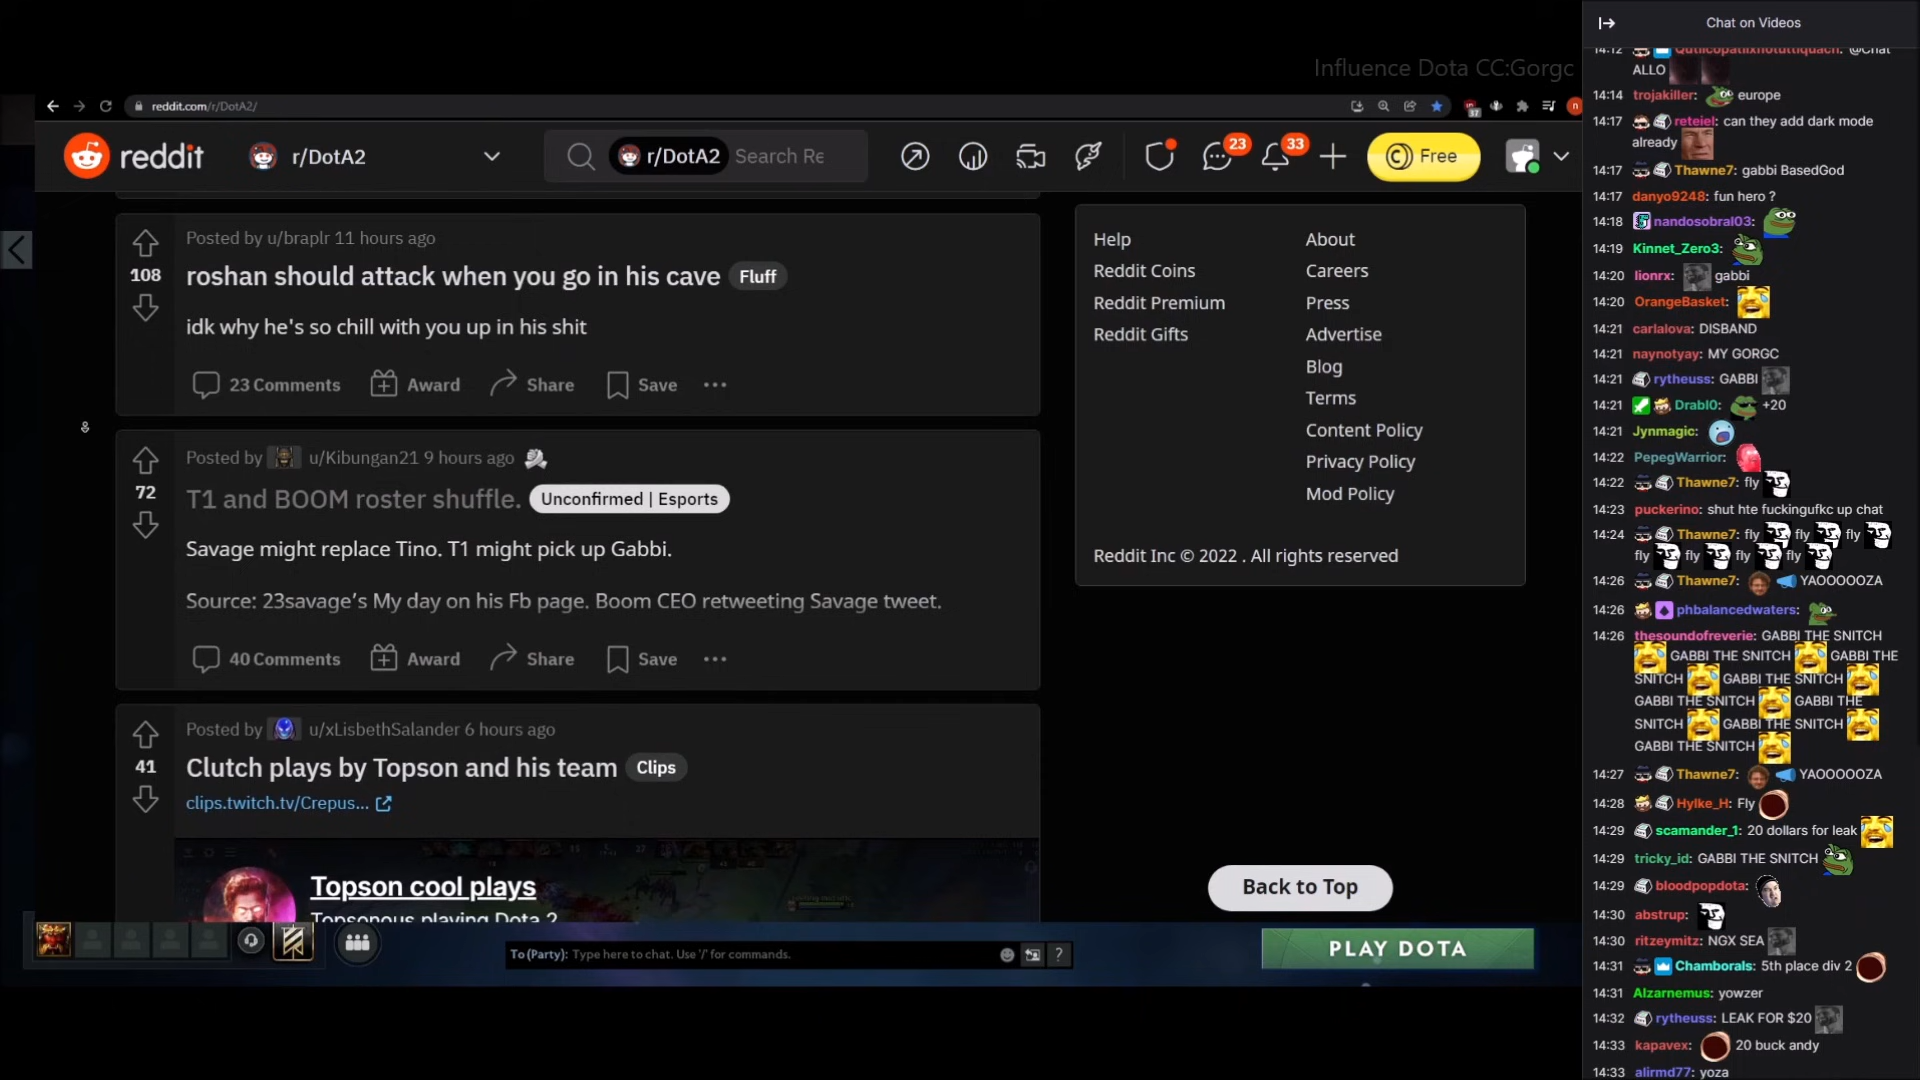 Influence Dota CC:Gorgc
reddit.com/r/DotA2/
37
n
reddit
r/DotA2
r/DotA2 Search Re
23
33
Free
Posted by u/braplr 11 hours ago
108
roshan should attack when you go in his cave Fluff
idk why he's so chill with you up in his shit
23 Comments Award Share Save
Posted by u/Kibungan21 9 hours ago
72
T1 and BOOM roster shuffle. Unconfirmed | Esports
Savage might replace Tino. T1 might pick up Gabbi.
Source: 23savage’s My day on his Fb page. Boom CEO retweeting Savage tweet.
40 Comments Award Share Save
Posted by u/xLisbethSalander 6 hours ago
41
Clutch plays by Topson and his team Clips
clips.twitch.tv/Crepus...
Topson cool plays
Topsonous playing Dota 2
Help
Reddit Coins
Reddit Premium
Reddit Gifts
About
Careers
Press
Advertise
Blog
Terms
Content Policy
Privacy Policy
Mod Policy
Reddit Inc © 2022 . All rights reserved
Back to Top
To (Party): Type here to chat. Use '/' for commands.
?
PLAY DOTA
Chat on Videos
14:12 @Chat
ALLO
14:14 trojakiller: europe
14:17 reteiel: can they add dark mode
already
14:17 Thawne7: gabbi BasedGod
14:17 danyo9248: fun hero ?
14:18 nandosobral03:
14:19 Kinnet_Zero3:
14:20 lionrx: gabbi
14:20 OrangeBasket:
14:21 carlalova: DISBAND
14:21 naynotyay: MY GORGC
14:21 rytheuss: GABBI
14:21 Drabl0: +20
14:21 Jynmagic:
14:22 PepegWarrior:
14:22 Thawne7: fly
14:23 puckerino: shut hte fuckingufkc up chat
14:24 Thawne7: fly fly fly
fly fly fly fly
14:26 Thawne7: YAOOOOOZA
14:26 phbalancedwaters:
14:26 thesoundofreverie: GABBI THE SNITCH
GABBI THE SNITCH GABBI THE
SNITCH GABBI THE SNITCH
GABBI THE SNITCH GABBI THE
SNITCH GABBI THE SNITCH
GABBI THE SNITCH
14:27 Thawne7: YAOOOOOZA
14:28 Hylke_H: Fly
14:29 scamander_1: 20 dollars for leak
14:29 tricky_id: GABBI THE SNITCH
14:29 bloodpopdota:
14:30 abstrup:
14:30 ritzeymitz: NGX SEA
14:31 Chamborals: 5th place div 2
14:31 Alzarnemus: yowzer
14:32 rytheuss: LEAK FOR $20
14:33 kapavex: 20 buck andy
14:33 alirmd77: yoza